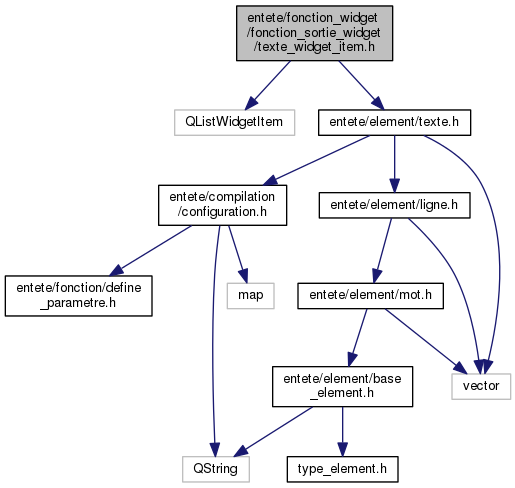 entete/fonction_widget
/fonction_sortie_widget
/texte_widget_item.h
QListWidgetItem
entete/element/texte.h
entete/compilation
/configuration.h
entete/element/ligne.h
entete/fonction/define
_parametre.h
map
entete/element/mot.h
entete/element/base
_element.h
vector
QString
type_element.h